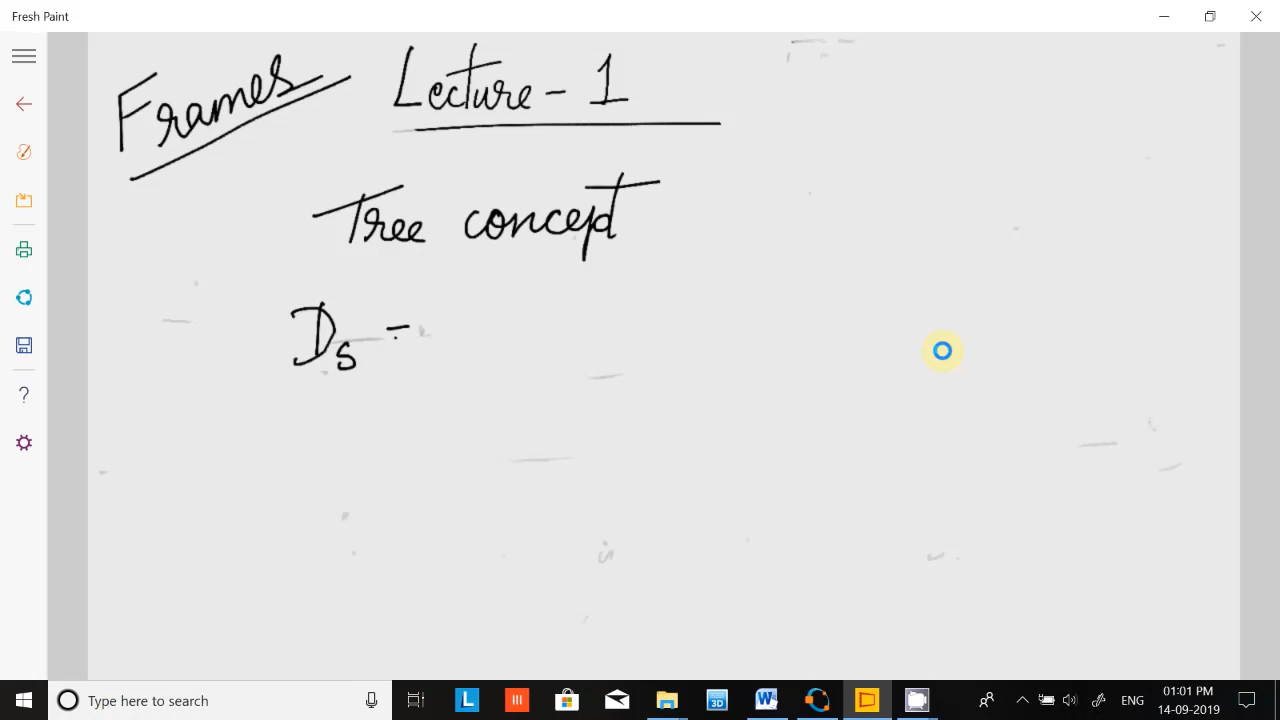 Fresh Paint
Frames
Lecture - 1
Tree concept
Ds =
?
Type here to search
L
3D
W
ENG
01:01 PM
14-09-2019